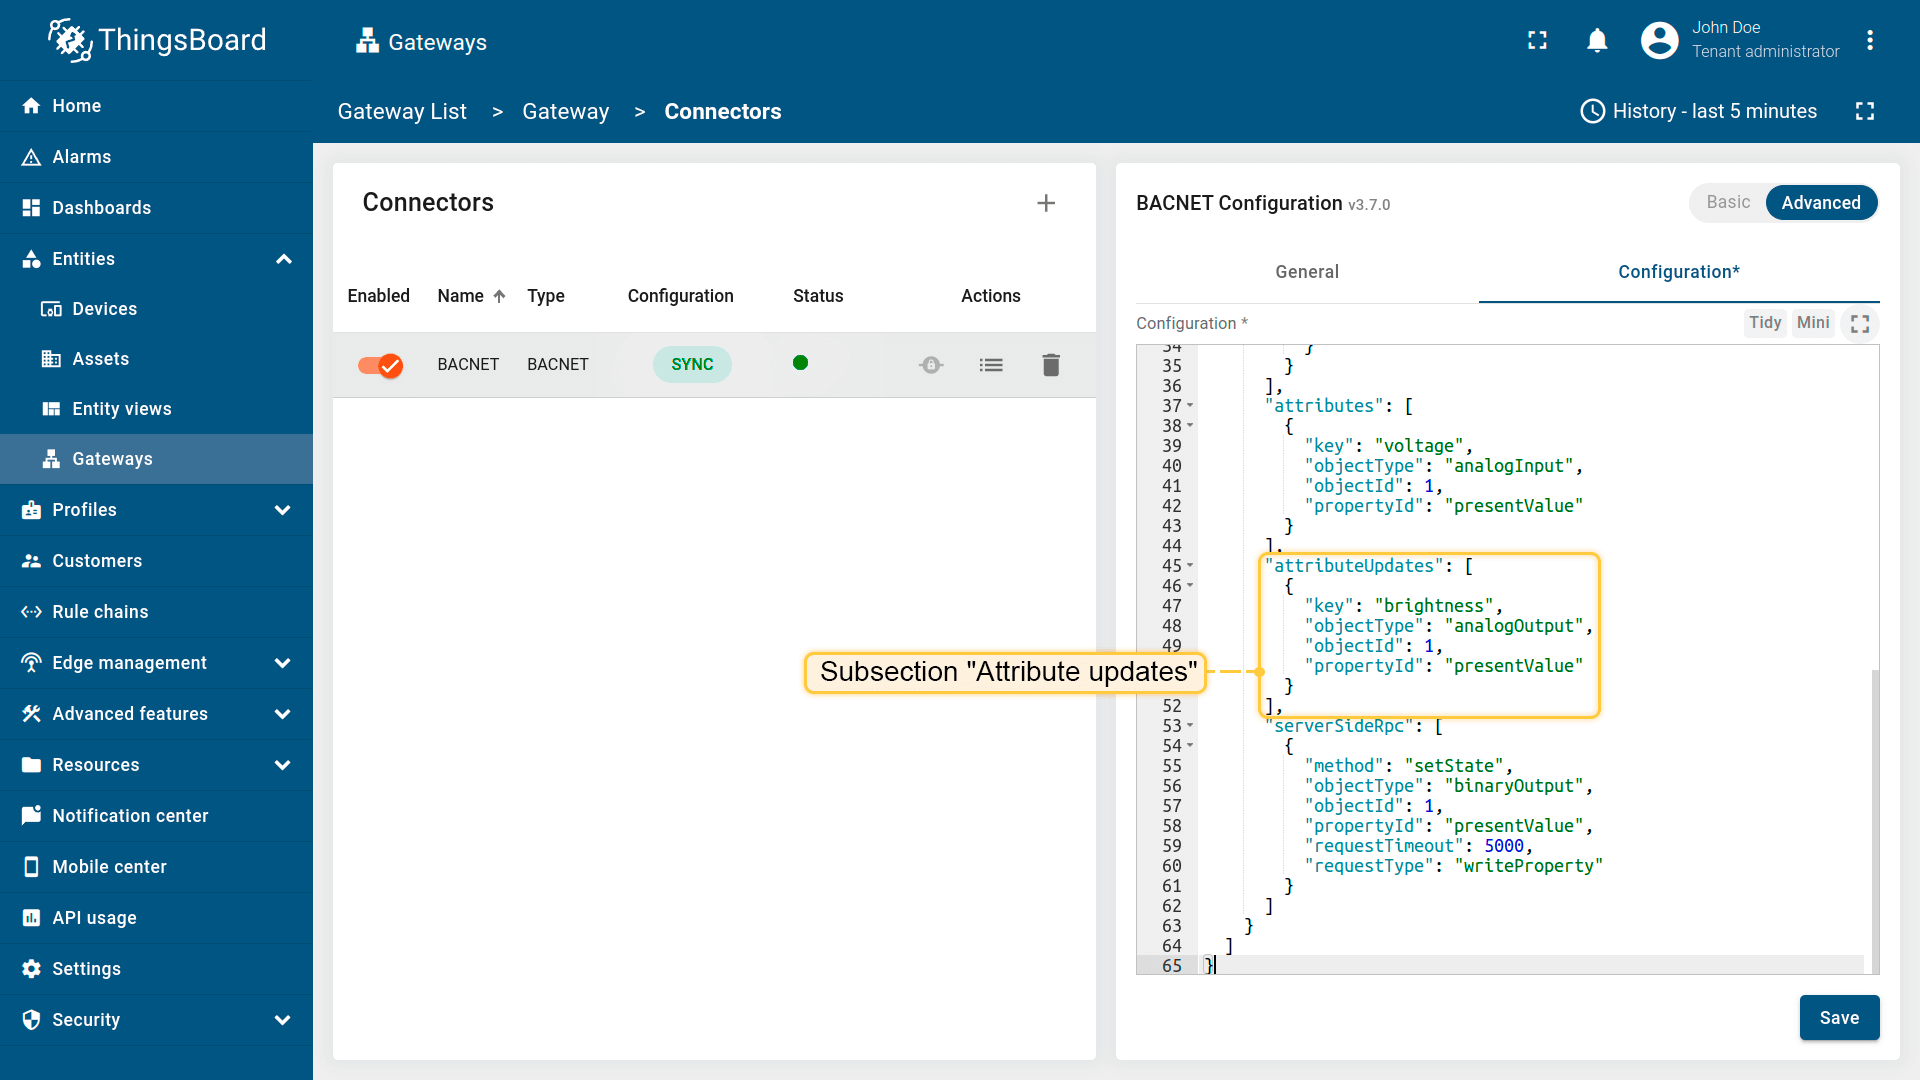 ThingsBoard
Gateways
John Doe
Tenant administrator
Gateway List > Gateway > Connectors
History - last 5 minutes
Home
Alarms
Dashboards
Entities
Devices
Assets
Entity views
Gateways
Profiles
Customers
Rule chains
Edge management
Advanced features
Resources
Notification center
Mobile center
API usage
Settings
Security
Connectors
Enabled Name Type Configuration Status Actions
BACNET BACNET SYNC
BACNET Configuration v3.7.0
Basic Advanced
General Configuration*
Configuration *
Tidy Mini
34 }
35 }
36 ],
37 "attributes": [
38 {
39 "key": "voltage",
40 "objectType": "analogInput",
41 "objectId": 1,
42 "propertyId": "presentValue"
43 }
44 ],
45 "attributeUpdates": [
46 {
47 "key": "brightness",
48 "objectType": "analogOutput",
49 "objectId": 1,
"propertyId": "presentValue"
}
52 ],
53 "serverSideRpc": [
54 {
55 "method": "setState",
56 "objectType": "binaryOutput",
57 "objectId": 1,
58 "propertyId": "presentValue",
59 "requestTimeout": 5000,
60 "requestType": "writeProperty"
61 }
62 ]
63 }
64 ]
65 }
Subsection "Attribute updates"
Save